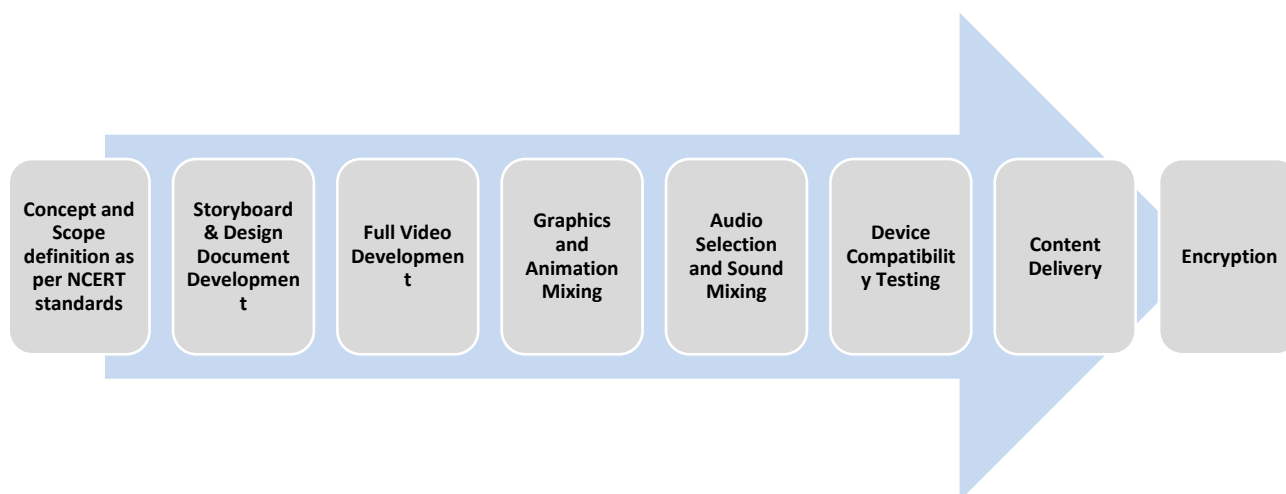 Concept and
Scope
definition as
per NCERT
standards
Storyboard
& Design
Document
Developmen
t
Full Video
Developmen
t
Graphics
and
Animation
Mixing
Audio
Selection
and Sound
Mixing
Device
Compatibilit
y Testing
Content
Delivery
Encryption